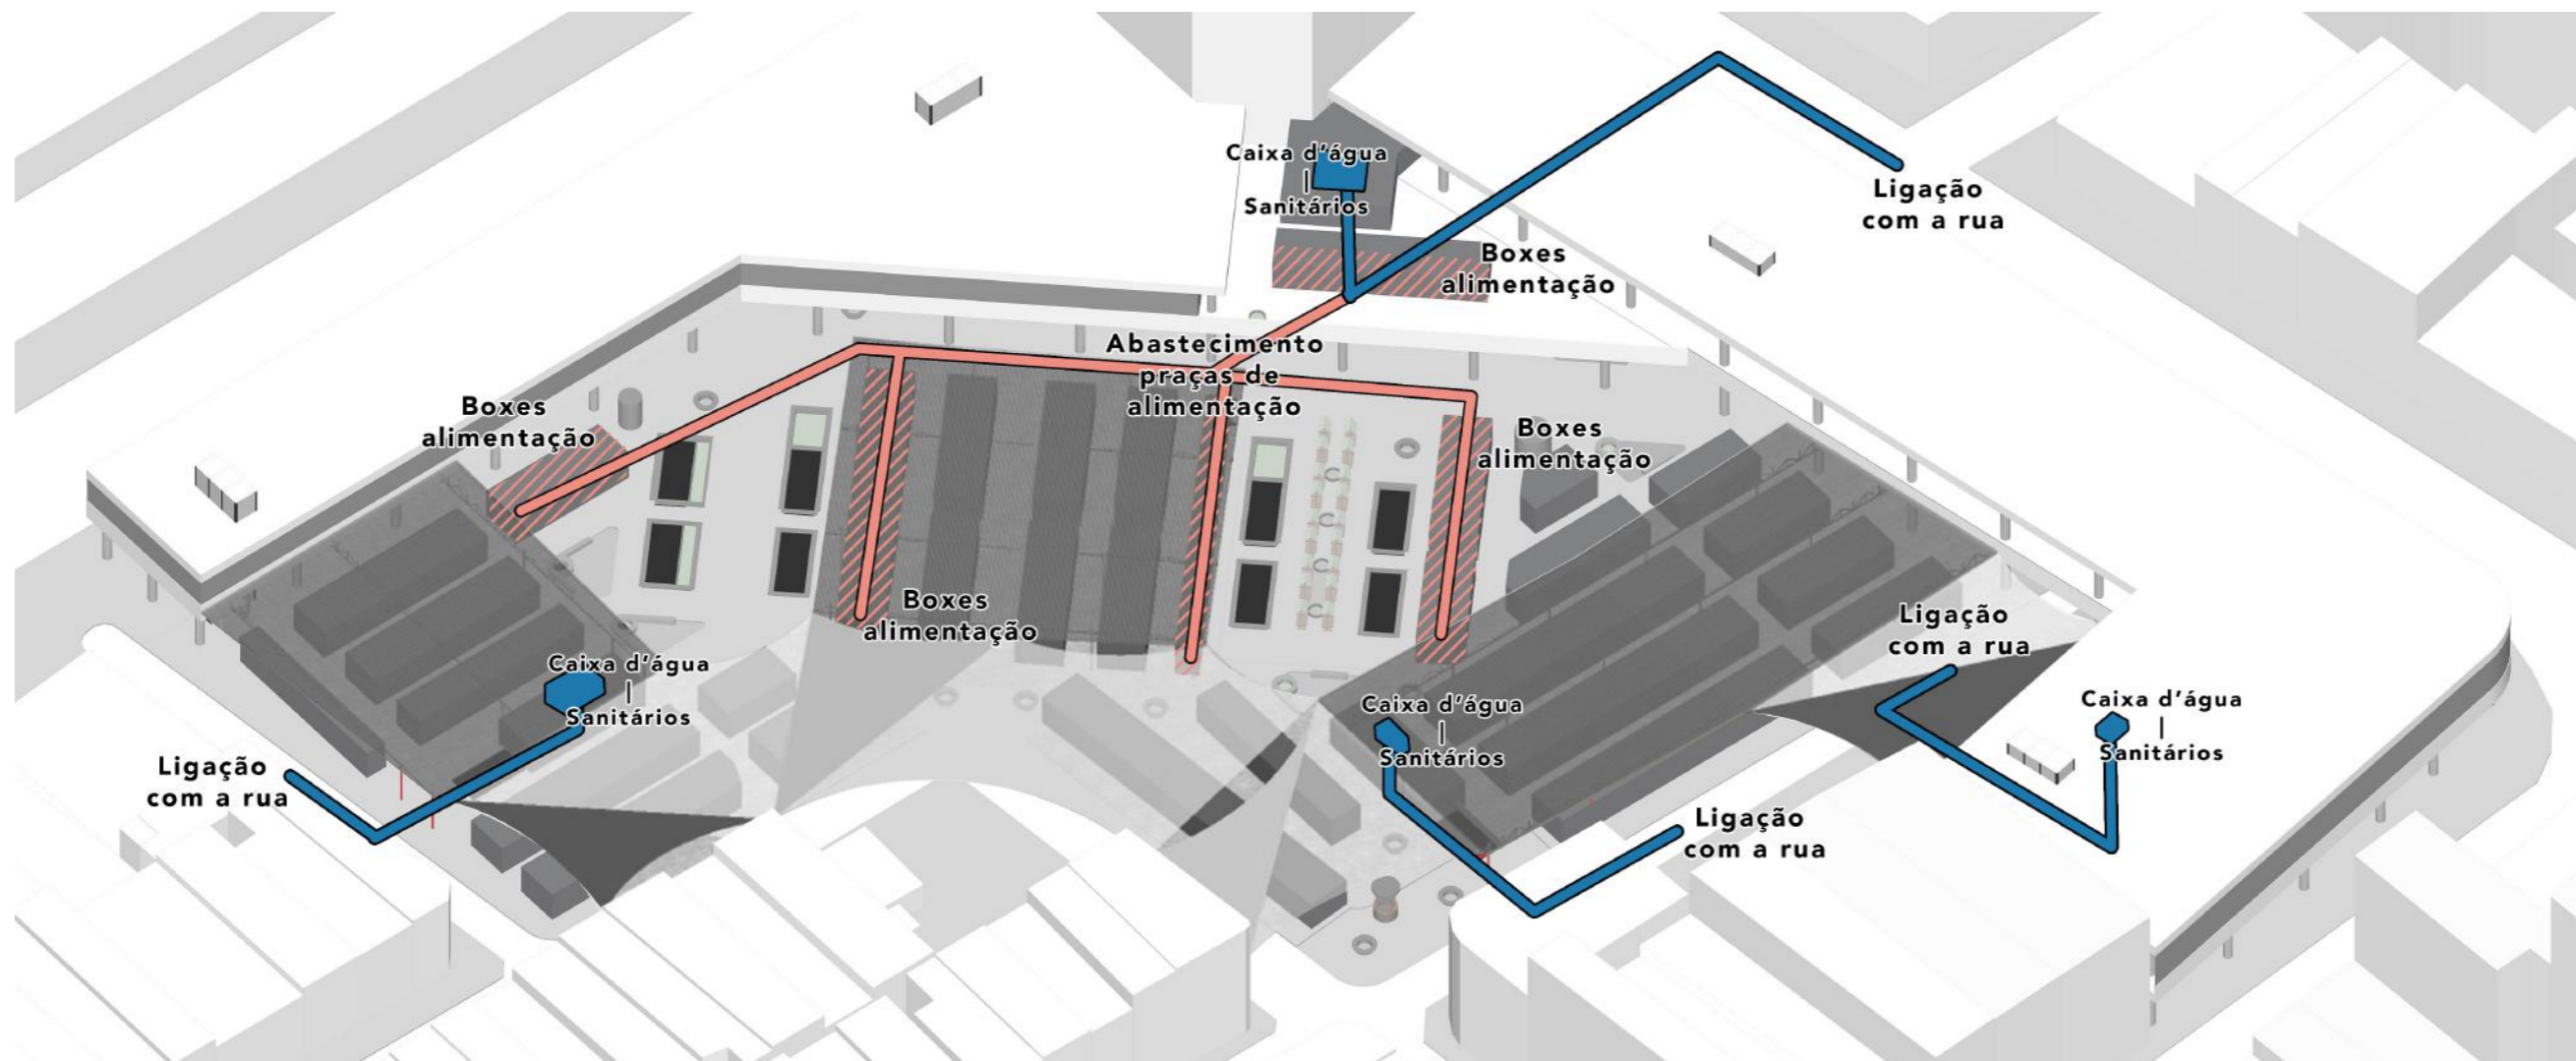 Caixa d'água
|
Sanitários
Ligação
com a rua
Boxes
alimentação
Abastecimento
praças de
alimentação
Boxes
alimentação
Boxes
alimentação
Boxes
alimentação
Ligação
com a rua
Caixa d'água
|
Sanitários
Caixa d'água
|
Sanitários
Caixa d'água
|
Sanitários
Ligação
com a rua
Ligação
com a rua